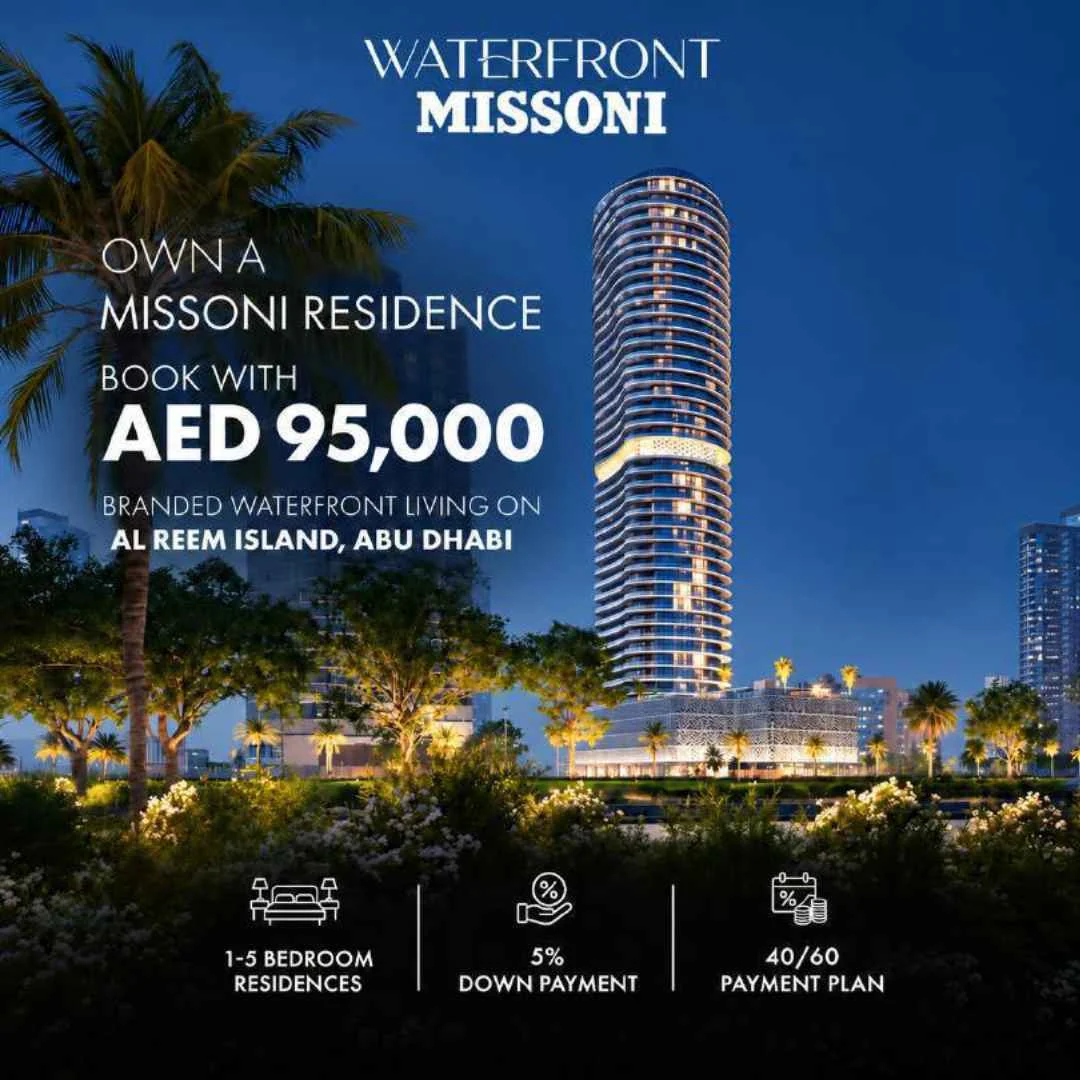 WATERFRONT
MISSONI
OWN A
MISSONI RESIDENCE
BOOK WITH
AED 95,000
BRANDED WATERFRONT LIVING ON
AL REEM ISLAND, ABU DHABI
1-5 BEDROOM
RESIDENCES
%
5%
DOWN PAYMENT
%
40/60
PAYMENT PLAN